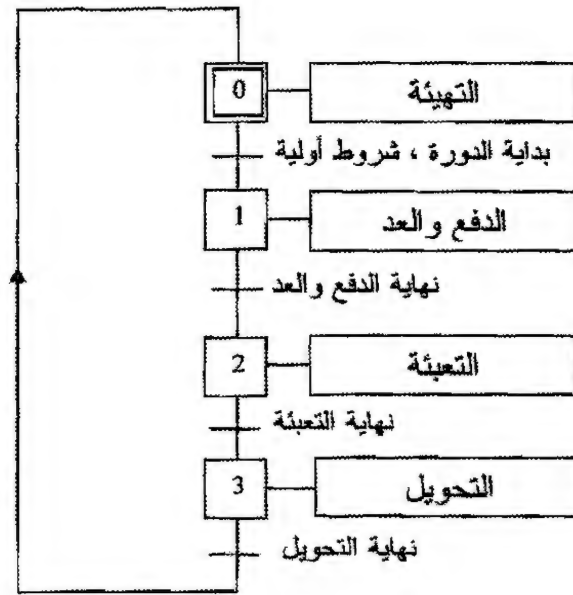 0
التهيئة
بداية الدورة ، شروط أولية
1
الدفع والعد
نهاية الدفع والعد
2
التعبئة
نهاية التعبئة
3
التحويل
نهاية التحويل